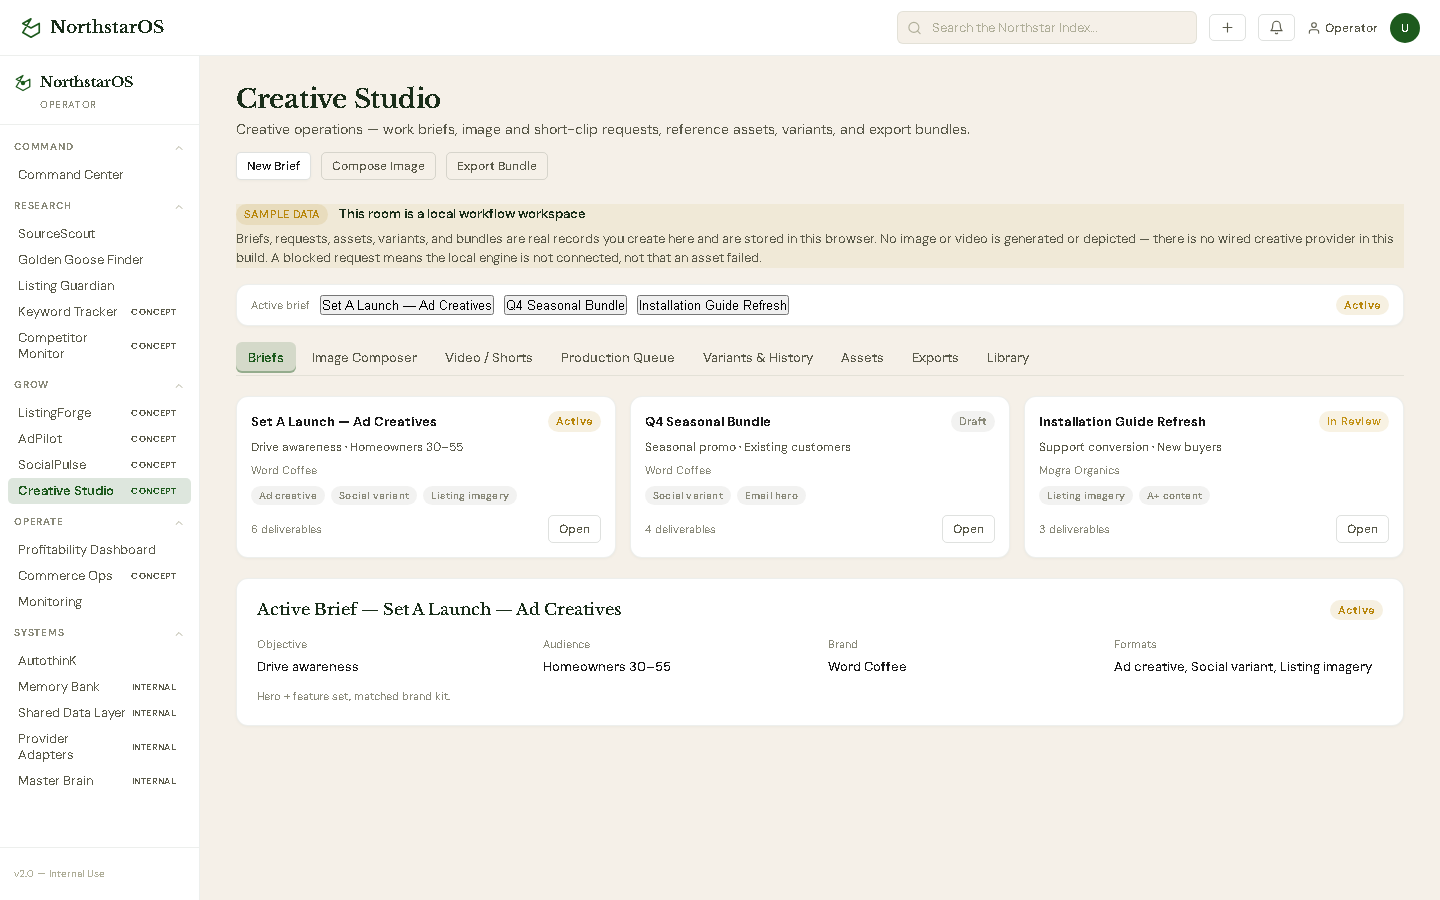 NorthstarOS
Search the Northstar Index...
Operator
U
NorthstarOS
OPERATOR
COMMAND
Command Center
RESEARCH
SourceScout
Golden Goose Finder
Listing Guardian
Keyword Tracker CONCEPT
Competitor
Monitor
CONCEPT
GROW
ListingForge CONCEPT
AdPilot CONCEPT
SocialPulse CONCEPT
Creative Studio CONCEPT
OPERATE
Profitability Dashboard
Commerce Ops CONCEPT
Monitoring
SYSTEMS
AutothinK
Memory Bank INTERNAL
Shared Data Layer INTERNAL
Provider
Adapters
INTERNAL
Master Brain INTERNAL
v2.0 — Internal Use
Creative Studio
Creative operations — work briefs, image and short-clip requests, reference assets, variants, and export bundles.
New Brief Compose Image Export Bundle
SAMPLE DATA This room is a local workflow workspace
Briefs, requests, assets, variants, and bundles are real records you create here and are stored in this browser. No image or video is generated or depicted — there is no wired creative provider in this
build. A blocked request means the local engine is not connected, not that an asset failed.
Active brief Set A Launch — Ad Creatives Q4 Seasonal Bundle Installation Guide Refresh Active
Briefs Image Composer Video / Shorts Production Queue Variants & History Assets Exports Library
Set A Launch — Ad Creatives Active
Drive awareness · Homeowners 30–55
Word Coffee
Ad creative Social variant Listing imagery
6 deliverables Open
Q4 Seasonal Bundle Draft
Seasonal promo · Existing customers
Word Coffee
Social variant Email hero
4 deliverables Open
Installation Guide Refresh In Review
Support conversion · New buyers
Mogra Organics
Listing imagery A+ content
3 deliverables Open
Active Brief — Set A Launch — Ad Creatives Active
Objective Audience Brand Formats
Drive awareness Homeowners 30–55 Word Coffee Ad creative, Social variant, Listing imagery
Hero + feature set, matched brand kit.